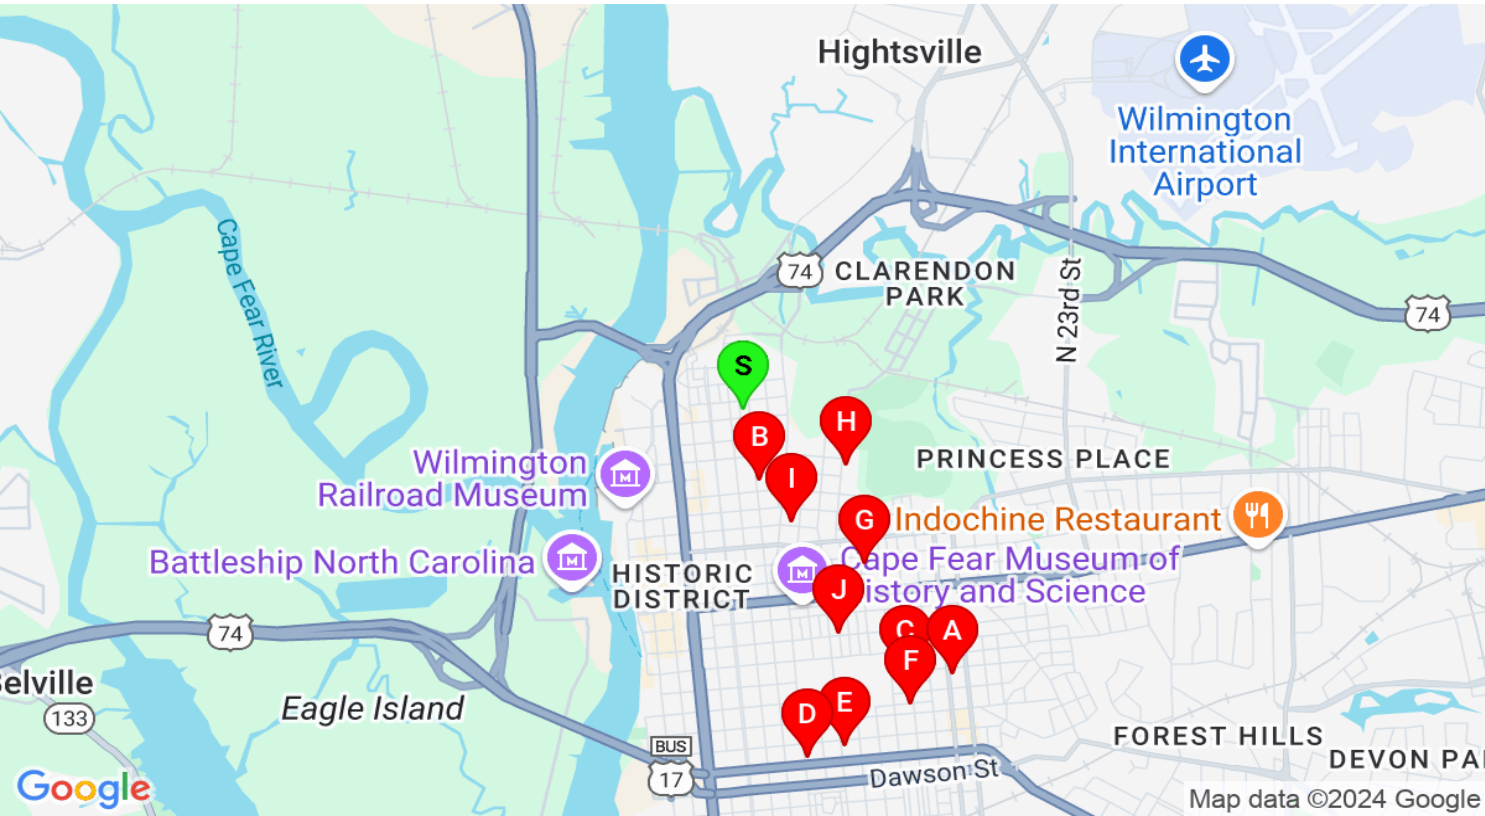 Hightsville
Wilmington
International
Airport
Cape Fear River
74
CLARENDON
PARK
N 23rd St
74
S
H
B
PRINCESS PLACE
Wilmington
Railroad Museum
I
G
Indochine Restaurant
Battleship North Carolina
Cape Fear Museum of
History and Science
HISTORIC
DISTRICT
J
74
C
A
F
Belville
133
Eagle Island
D
E
FOREST HILLS
DEVON PA
BUS
17
Dawson St
Google
Map data ©2024 Google